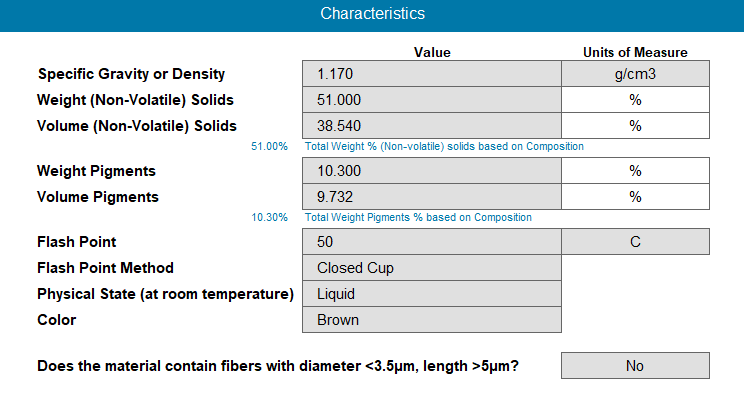 Characteristics
Value Units of Measure
Specific Gravity or Density 1.170 g/cm3
Weight (Non-Volatile) Solids 51.000 %
Volume (Non-Volatile) Solids 38.540 %
51.00% Total Weight % (Non-volatile) solids based on Composition
Weight Pigments 10.300 %
Volume Pigments 9.732 %
10.30% Total Weight Pigments % based on Composition
Flash Point 50 C
Flash Point Method Closed Cup
Physical State (at room temperature) Liquid
Color Brown
Does the material contain fibers with diameter <3.5μm, length >5μm? No